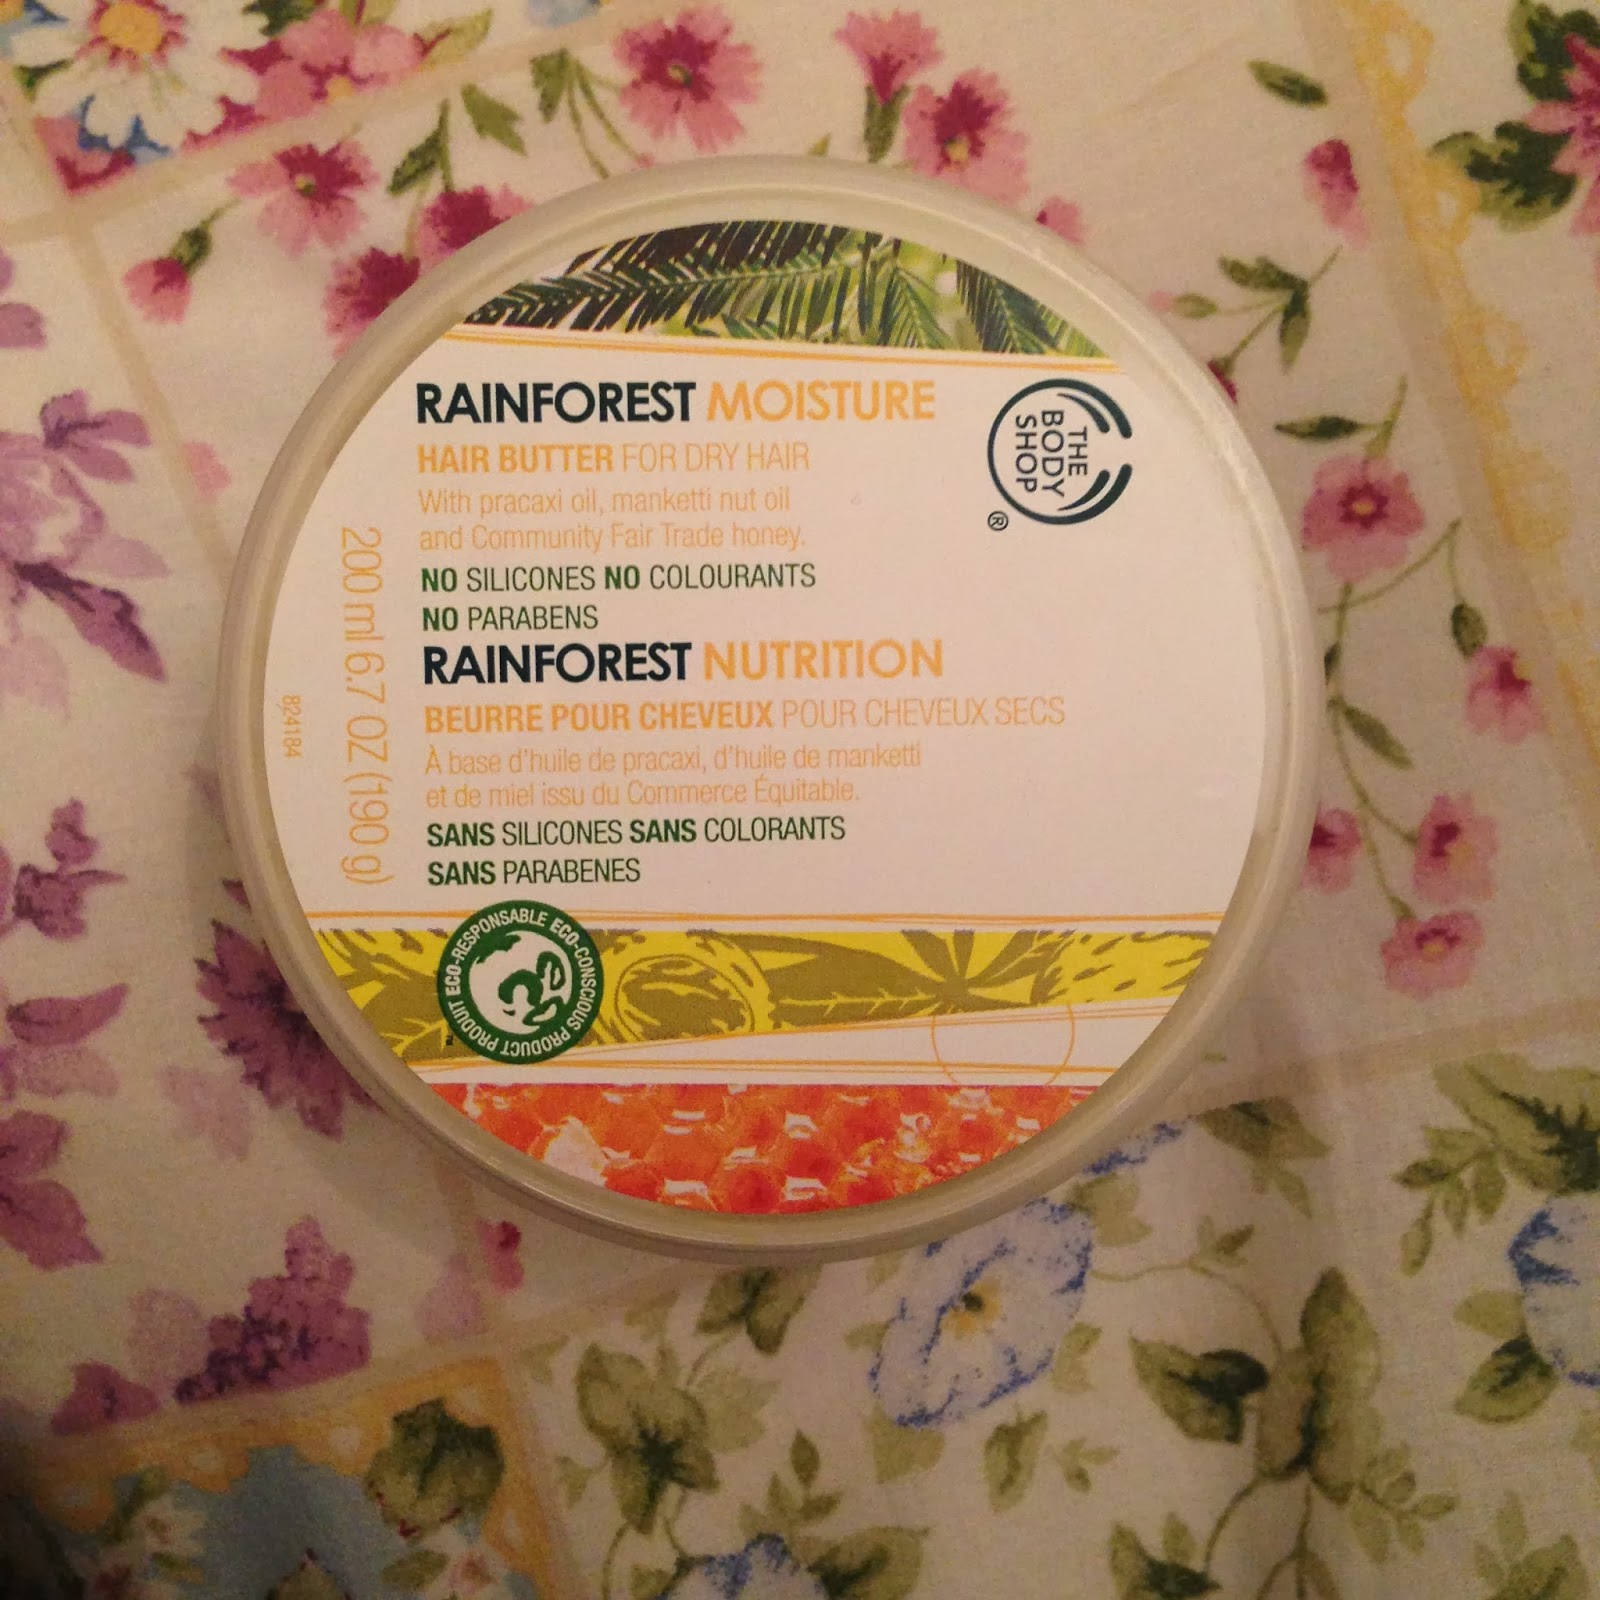 RAINFOREST MOISTURE
HAIR BUTTER FOR DRY HAIR
With pracaxi oil, manketti nut oil
and Community Fair Trade honey.
NO SILICONES NO COLOURANTS
NO PARABENS
RAINFOREST NUTRITION
BEURRE POUR CHEVEUX POUR CHEVEUX SECS
À base d'huile de pracaxi, d'huile de manketti
et de miel issu du Commerce Équitable.
SANS SILICONES SANS COLORANTS
SANS PARABENES
THE
BODY
SHOP
®
200 ml 6.7 OZ (190 g)
824184
PRODUIT ECO-RESPONSABLE ECO-CONSCIOUS PRODUCT